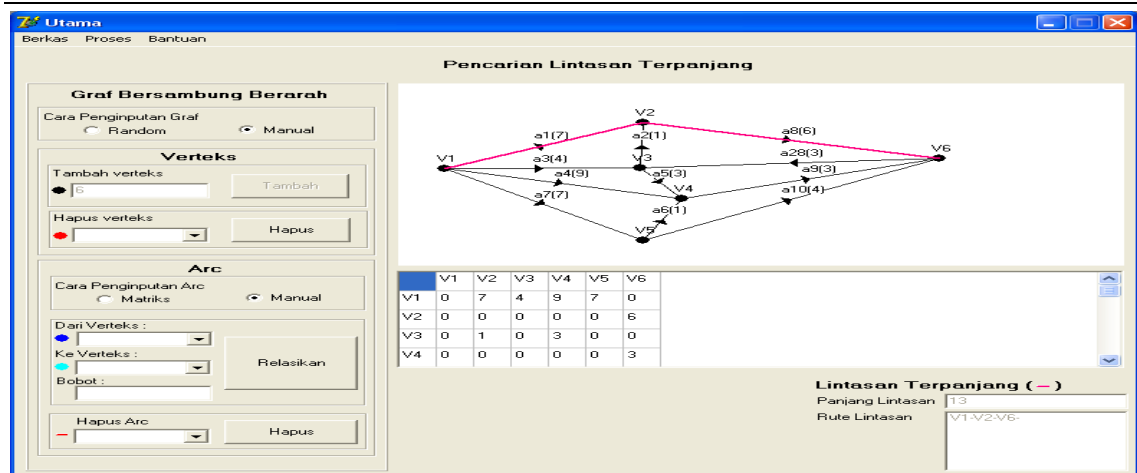 Utama
Berkas Proses Bantuan
Pencarian Lintasan Terpanjang
Graf Bersambung Berarah
Cara Penginputan Graf
Random Manual
Verteks
Tambah verteks
6 Tambah
Hapus verteks
Hapus
Arc
Cara Penginputan Arc
Matriks Manual
Dari Verteks :
Ke Verteks :
Relasikan
Bobot :
Hapus Arc
Hapus
V2
a1(7) a2(1) a8(6)
V1 a3(4) V3 a28(3) V6
a4(9) a5(3) a9(3)
a7(7) V4 a10(4)
a6(1)
V5
V1 V2 V3 V4 V5 V6
V1 0 7 4 9 7 0
V2 0 0 0 0 0 6
V3 0 1 0 3 0 0
V4 0 0 0 0 0 3
Lintasan Terpanjang ( – )
Panjang Lintasan 13
Rute Lintasan V1-V2-V6-